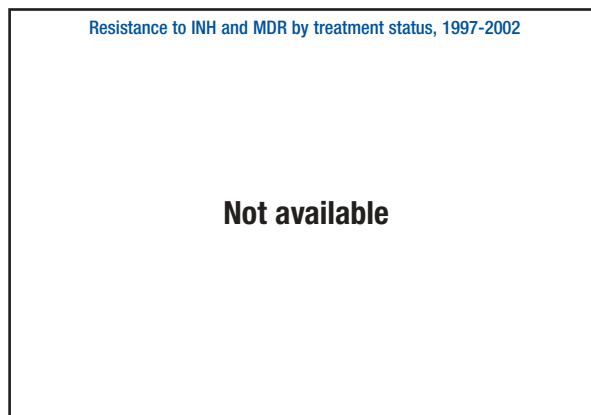 Resistance to INH and MDR by treatment status, 1997-2002
Not available